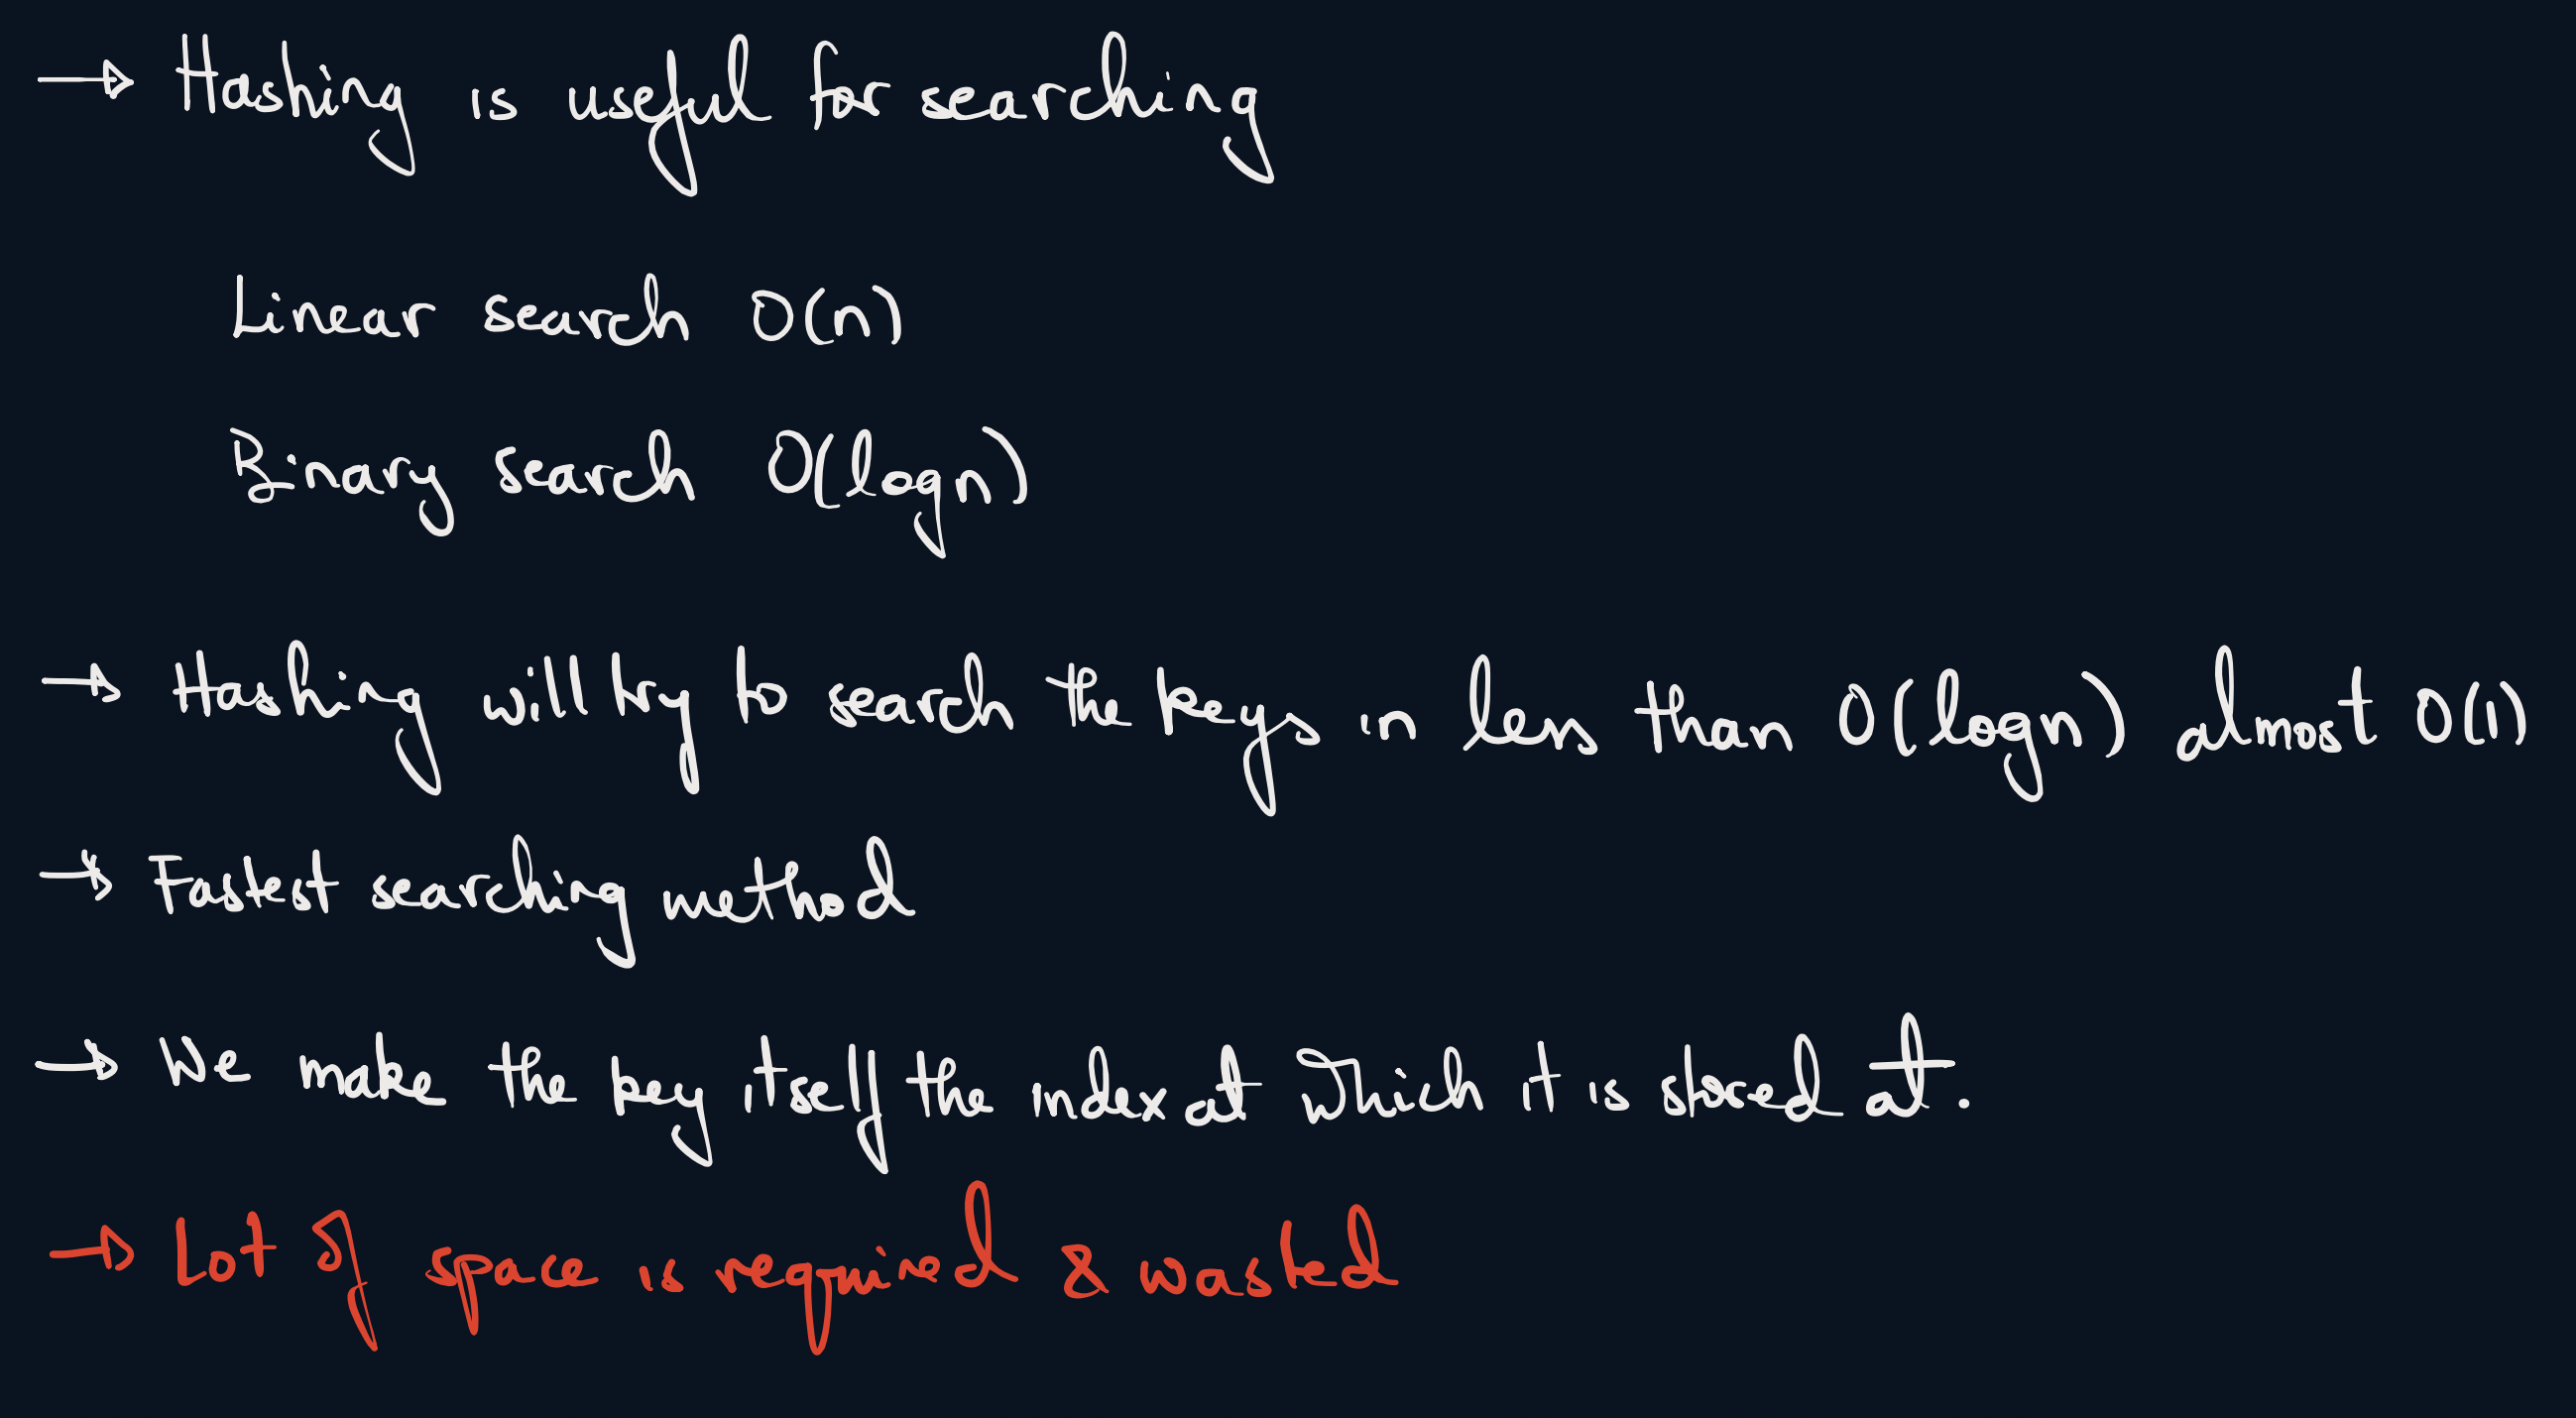 → Hashing is useful for searching
Linear search O(n)
Binary search O(logn)
→ Hashing will try to search the keys in less than O(logn) almost O(1)
→ Fastest searching method
→ We make the key itself the index at which it is stored at.
→ Lot of space is required & wasted